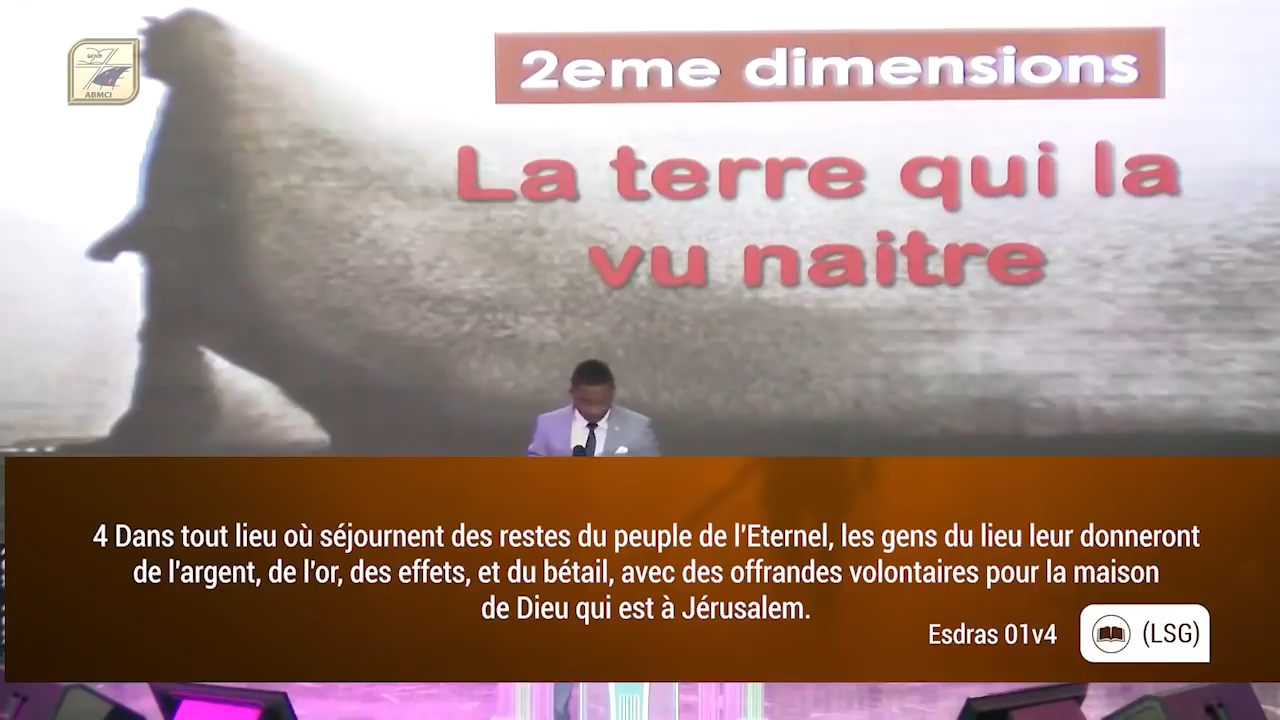 ABMCI
2eme dimensions
La terre qui la
vu naitre
4 Dans tout lieu où séjournent des restes du peuple de l'Eternel, les gens du lieu leur donneront
de l'argent, de l'or, des effets, et du bétail, avec des offrandes volontaires pour la maison
de Dieu qui est à Jérusalem.
Esdras 01v4 (LSG)